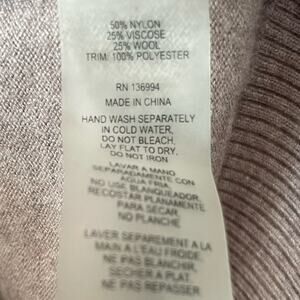 50% NYLON
25% VISCOSE
25% WOOL
TRIM: 100% POLYESTER
RN 136994
MADE IN CHINA
HAND WASH SEPARATELY
IN COLD WATER,
DO NOT BLEACH,
LAY FLAT TO DRY,
DO NOT IRON
LAVAR A MANO
SEPARADAMENTE CON
AGUA FRIA,
NO USE BLANQUEADOR,
RECOSTAR PLANAMENTE
PARA SECAR,
NO PLANCHE
LAVER SEPAREMENT A LA
MAIN A L'EAU FROIDE,
NE PAS BLANCHIR,
SECHER A PLAT
NE PAS REPASSER